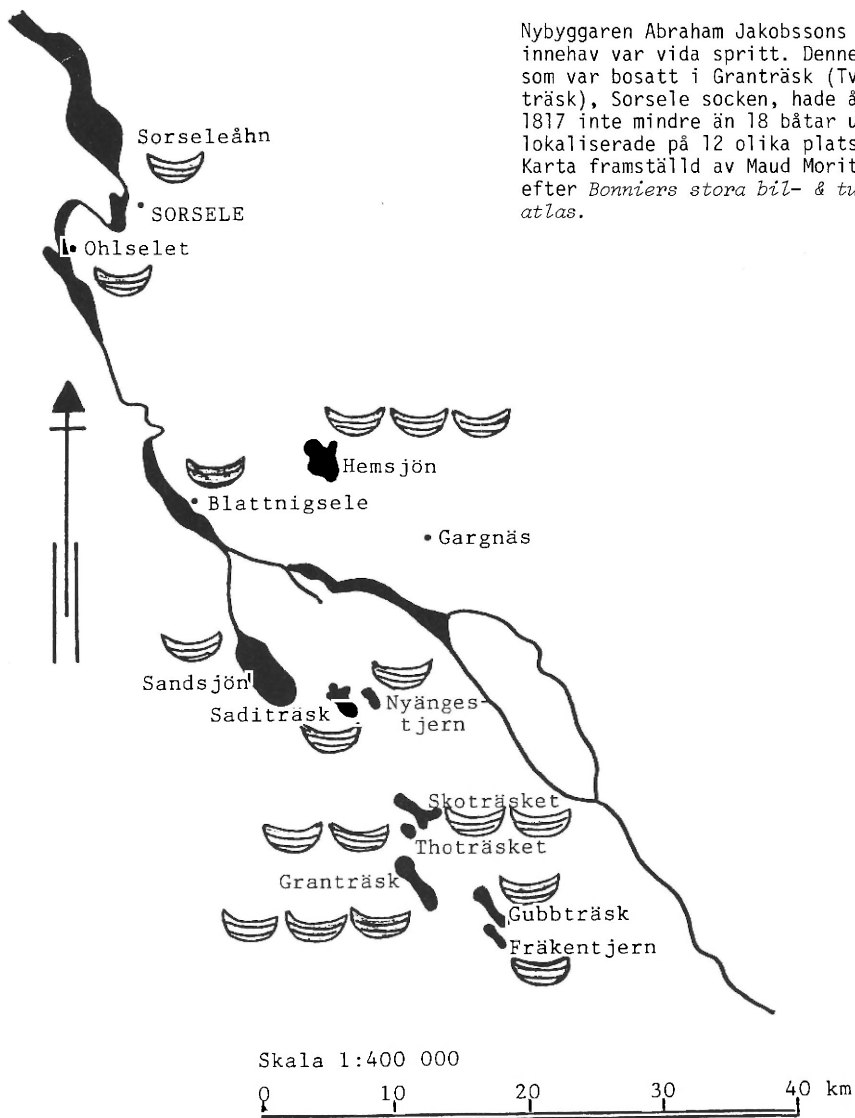 Nybyggaren Abraham Jakobssons
innehav var vida spritt. Denne
som var bosatt i Granträsk (Tv
träsk), Sorsele socken, hade å
1817 inte mindre än 18 båtar u
lokaliserade på 12 olika plats
Karta framställd av Maud Morit
efter Bonniers stora bil- & tu
atlas.
Sorseleåhn
SORSELE
Ohlselet
Hemsjön
Blattnigsele
Gargnäs
Sandsjön
Saditräsk
Nyänges-
tjern
Skoträsket
Thoträsket
Granträsk
Gubbträsk
Fräkentjern
Skala 1:400 000
0 10 20 30 40 km